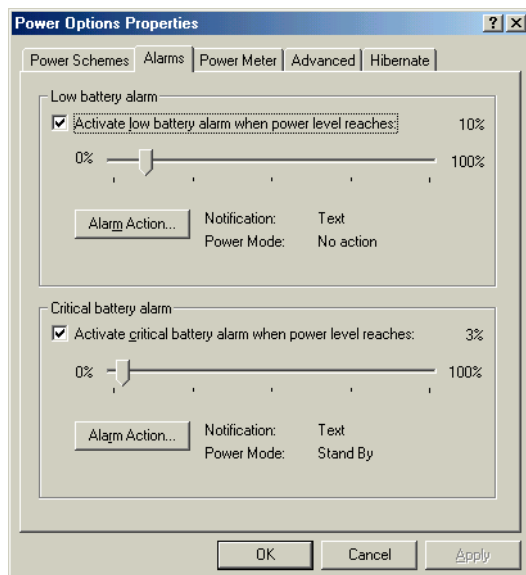 Power Options Properties
Power Schemes Alarms Power Meter Advanced Hibernate
Low battery alarm
Activate low battery alarm when power level reaches: 10%
0% 100%
Alarm Action... Notification: Text
Power Mode: No action
Critical battery alarm
Activate critical battery alarm when power level reaches: 3%
0% 100%
Alarm Action... Notification: Text
Power Mode: Stand By
OK Cancel Apply